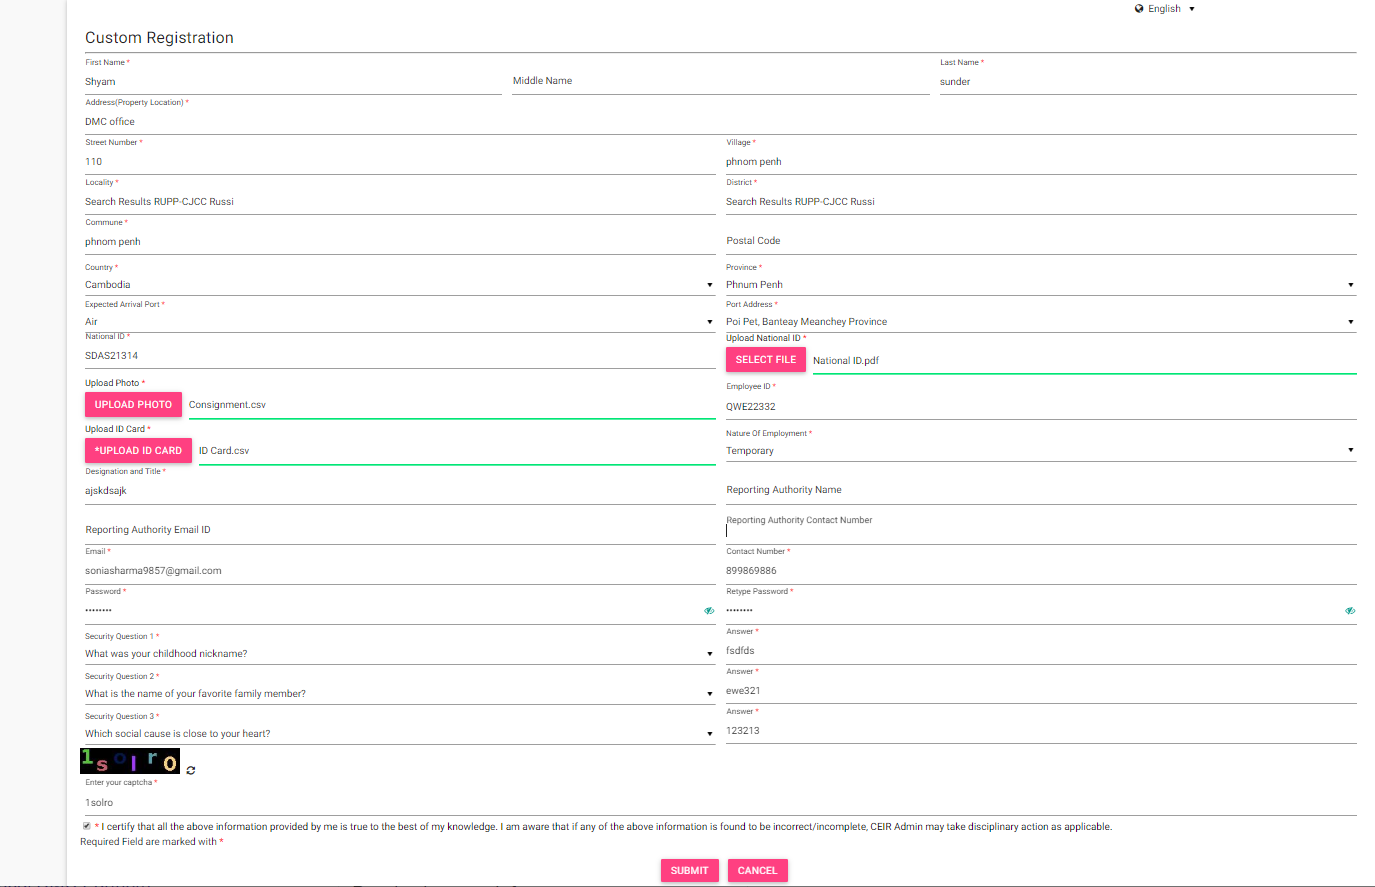 English
Custom Registration
First Name *
Last Name *
Shyam
Middle Name
sunder
Address(Property Location) *
DMC office
Street Number *
Village *
110
phnom penh
Locality *
District *
Search Results RUPP-CJCC Russi
Search Results RUPP-CJCC Russi
Commune *
phnom penh
Postal Code
Country *
Province *
Cambodia
Phnum Penh
Expected Arrival Port *
Port Address *
Air
Poi Pet, Banteay Meanchey Province
National ID *
Upload National ID *
SDAS21314
SELECT FILE
National ID.pdf
Upload Photo *
Employee ID *
UPLOAD PHOTO
Consignment.csv
QWE22332
Upload ID Card *
Nature Of Employment *
*UPLOAD ID CARD
ID Card.csv
Temporary
Designation and Title *
ajskdsajk
Reporting Authority Name
Reporting Authority Contact Number
Reporting Authority Email ID
Email *
Contact Number *
soniasharma9857@gmail.com
899869886
Password *
Retype Password *
••••••••
••••••••
Security Question 1 *
Answer *
What was your childhood nickname?
fsdfds
Security Question 2 *
Answer *
What is the name of your favorite family member?
ewe321
Security Question 3 *
Answer *
Which social cause is close to your heart?
123213
1solro
Enter your captcha *
1solro
* I certify that all the above information provided by me is true to the best of my knowledge. I am aware that if any of the above information is found to be incorrect/incomplete, CEIR Admin may take disciplinary action as applicable.
Required Field are marked with *
SUBMIT
CANCEL